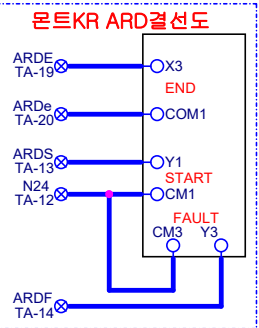 몬트KR ARD결선도
ARDE
TA-19
X3
END
ARDe
TA-20
COM1
ARDS
TA-13
Y1
START
N24
TA-12
CM1
FAULT
CM3 Y3
ARDF
TA-14